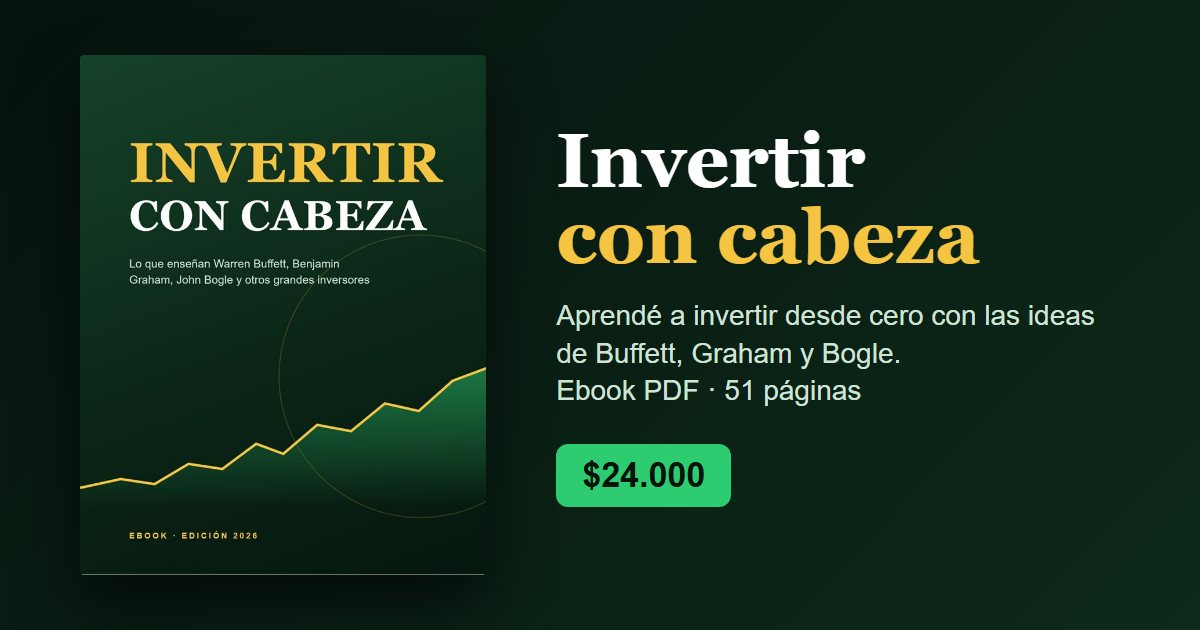 INVERTIR
CON CABEZA
Lo que enseñan Warren Buffett, Benjamin
Graham, John Bogle y otros grandes inversores
EBOOK · EDICIÓN 2026
Invertir
con cabeza
Aprendé a invertir desde cero con las ideas
de Buffett, Graham y Bogle.
Ebook PDF · 51 páginas
$24.000